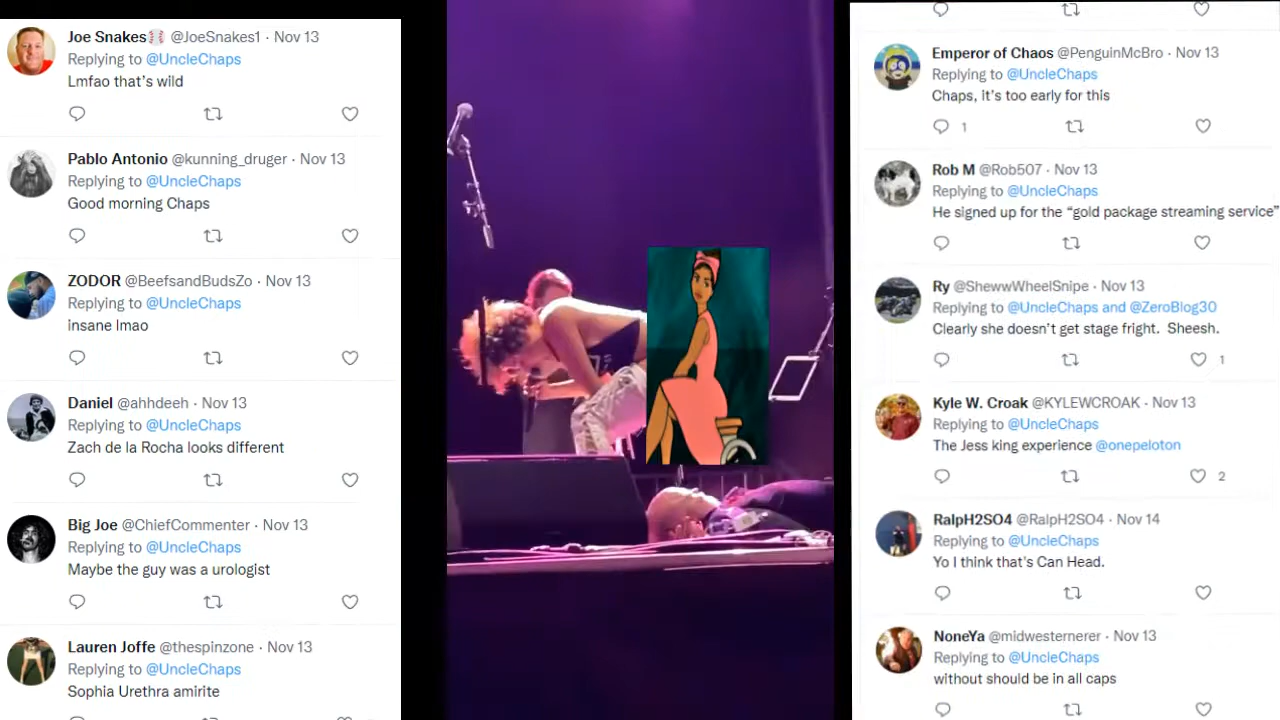 Joe Snakes @JoeSnakes1 · Nov 13
Replying to @UncleChaps
Lmfao that's wild
Pablo Antonio @kunning_druger · Nov 13
Replying to @UncleChaps
Good morning Chaps
ZODOR @BeefsandBudsZo · Nov 13
Replying to @UncleChaps
insane lmao
Daniel @ahhdeeh · Nov 13
Replying to @UncleChaps
Zach de la Rocha looks different
Big Joe @ChiefCommenter · Nov 13
Replying to @UncleChaps
Maybe the guy was a urologist
Lauren Joffe @thespinzone · Nov 13
Replying to @UncleChaps
Sophia Urethra amirite
Emperor of Chaos @PenguinMcBro · Nov 13
Replying to @UncleChaps
Chaps, it's too early for this
1
Rob M @Rob507 · Nov 13
Replying to @UncleChaps
He signed up for the “gold package streaming service”
Ry @ShewwWheelSnipe · Nov 13
Replying to @UncleChaps and @ZeroBlog30
Clearly she doesn't get stage fright. Sheesh.
1
Kyle W. Croak @KYLEWCROAK · Nov 13
Replying to @UncleChaps
The Jess king experience @onepeloton
2
RalpH2SO4 @RalpH2SO4 · Nov 14
Replying to @UncleChaps
Yo I think that's Can Head.
NoneYa @midwesternerer · Nov 13
Replying to @UncleChaps
without should be in all caps